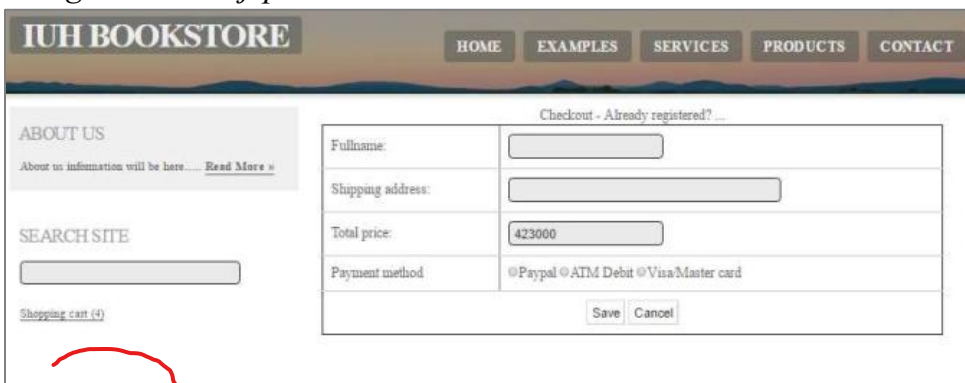 IUH BOOKSTORE
HOME EXAMPLES SERVICES PRODUCTS CONTACT
ABOUT US
About us information will be here..... Read More »
SEARCH SITE
Shopping cart (4)
Checkout - Already registered? ...
Fullname:
Shipping address:
Total price: 423000
Payment method Paypal ATM Debit Visa/Master card
Save Cancel